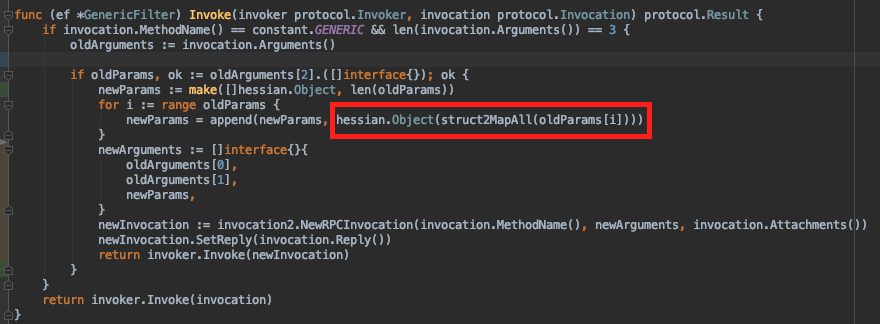 func (ef *GenericFilter) Invoke(invoker protocol.Invoker, invocation protocol.Invocation) protocol.Result {
    if invocation.MethodName() == constant.GENERIC && len(invocation.Arguments()) == 3 {
        oldArguments := invocation.Arguments()

        if oldParams, ok := oldArguments[2].([]interface{}); ok {
            newParams := make([]hessian.Object, len(oldParams))
            for i := range oldParams {
                newParams = append(newParams, hessian.Object(struct2MapAll(oldParams[i])))
            }
            newArguments := []interface{}{
                oldArguments[0],
                oldArguments[1],
                newParams,
            }
            newInvocation := invocation2.NewRPCInvocation(invocation.MethodName(), newArguments, invocation.Attachments())
            newInvocation.SetReply(invocation.Reply())
            return invoker.Invoke(newInvocation)
        }
    }
    return invoker.Invoke(invocation)
}